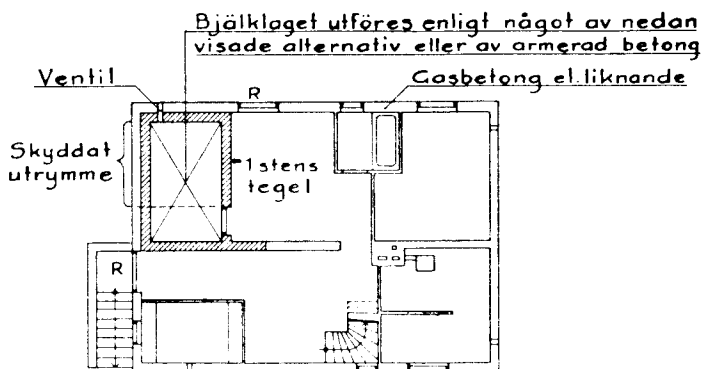 Bjälklaget utföres enligt något av nedan
visade alternativ eller av armerad betong
Ventil
R
Gasbetong el. liknande
Skyddat
utrymme
1 stens
tegel
R